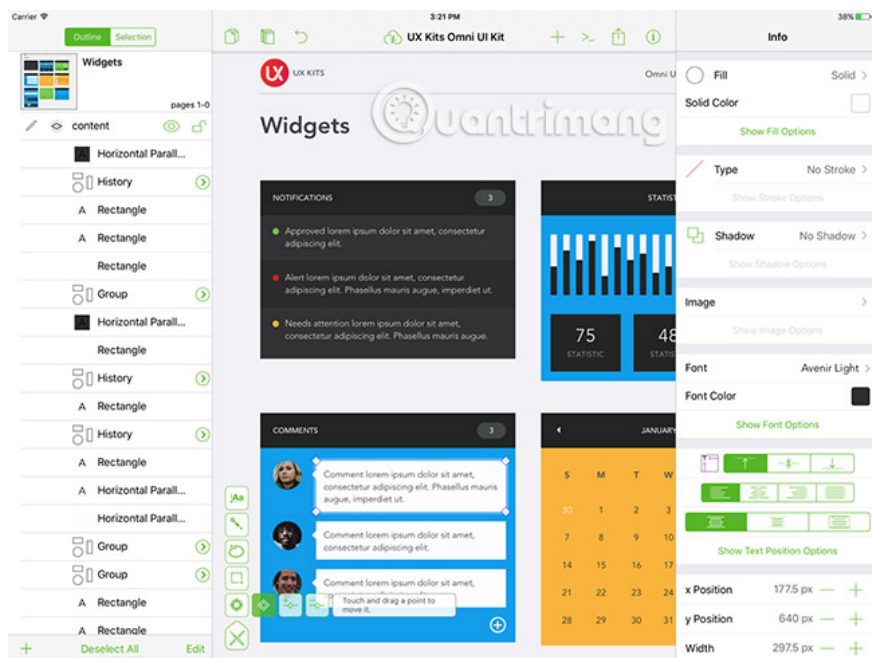 Carrier
3:21 PM
38%
Outline
Selection
UX Kits Omni UI Kit
Info
Widgets
pages 1-0
content
Horizontal Parall...
History
Rectangle
Rectangle
Rectangle
Group
Horizontal Parall...
Rectangle
History
Rectangle
History
Rectangle
Horizontal Parall...
Horizontal Parall...
Group
Group
Rectangle
Rectangle
Deselect All
Edit
UX
UX KITS
Omni U
Quantrimang
Widgets
NOTIFICATIONS
3
Approved lorem ipsum dolor sit amet, consectetur
adipiscing elit.
Alert lorem ipsum dolor sit amet, consectetur
adipiscing elit. Phasellus mauris augue, imperdiet ut.
Needs attention lorem ipsum dolor sit amet,
consectetur adipiscing elit. Phasellus mauris augue.
STATIST
75
STATISTIC
48
STATIS
COMMENTS
3
Comment lorem ipsum dolor sit amet,
consectetur adipiscing elit. Phasellus mauris
augue, imperdiet ut.
Comment lorem ipsum dolor sit amet,
consectetur adipiscing elit.
Comment lorem ipsum dolor sit amet,
Touch and drag a point to
move it.
Aa
JANUARY
S M T W
30 1 2 3
7 8 9 10
14 15 16 17
21 22 23 24
28 29 30 31
Fill
Solid
Solid Color
Show Fill Options
Type
No Stroke
Show Stroke Options
Shadow
No Shadow
Show Shadow Options
Image
Show Image Options
Font
Avenir Light
Font Color
Show Font Options
Show Text Position Options
x Position
177.5 px
y Position
640 px
Width
297.5 px